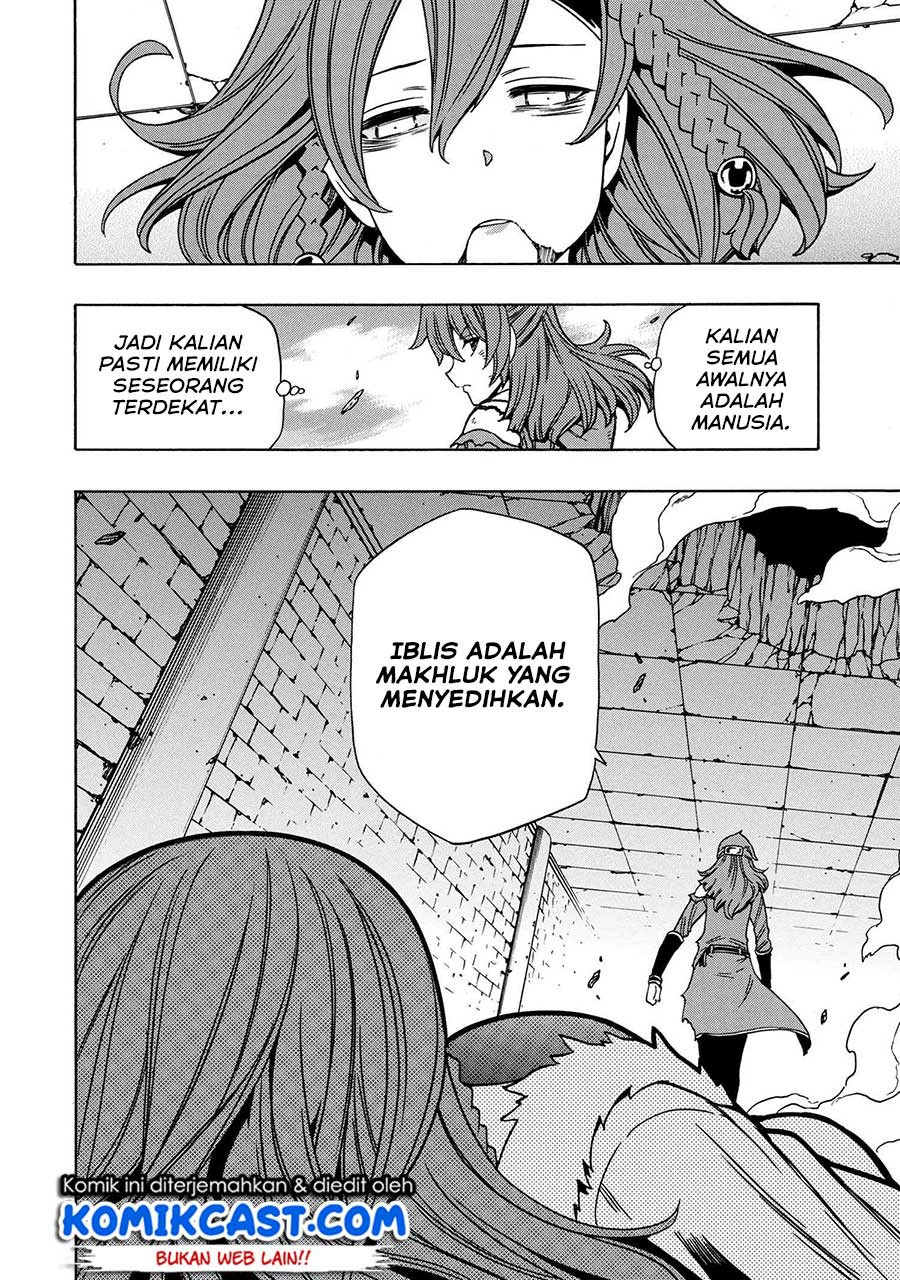 KALIAN
SEMUA
AWALNYA
ADALAH
MANUSIA.
JADI KALIAN
PASTI MEMILIKI
SESEORANG
TERDEKAT...
IBLIS ADALAH
MAKHLUK YANG
MENYEDIHKAN.
Komik ini diterjemahkan & diedit oleh
KOMIKCAST.COM
BUKAN WEB LAIN!!